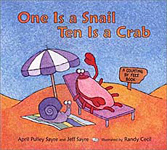 One Is a Snail
Ten Is a Crab
A COUNTING
BY FEET
BOOK
April Pulley Sayre and Jeff Sayre • illustrated by Randy Cecil